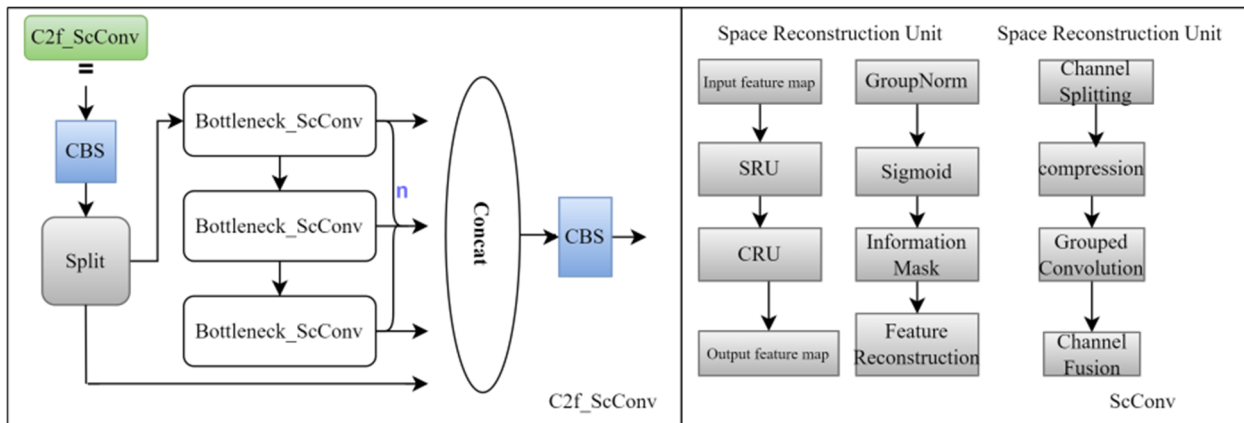 C2f_ScConv
=
CBS
Split
Bottleneck_ScConv
Bottleneck_ScConv
Bottleneck_ScConv
n
Concat
CBS
C2f_ScConv
Space Reconstruction Unit
Input feature map
SRU
CRU
Output feature map
GroupNorm
Sigmoid
Information
Mask
Feature
Reconstruction
Space Reconstruction Unit
Channel
Splitting
compression
Grouped
Convolution
Channel
Fusion
ScConv